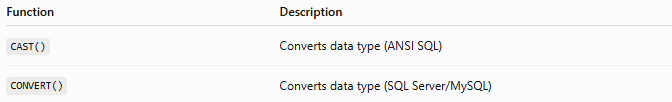 Function Description
CAST() Converts data type (ANSI SQL)
CONVERT() Converts data type (SQL Server/MySQL)